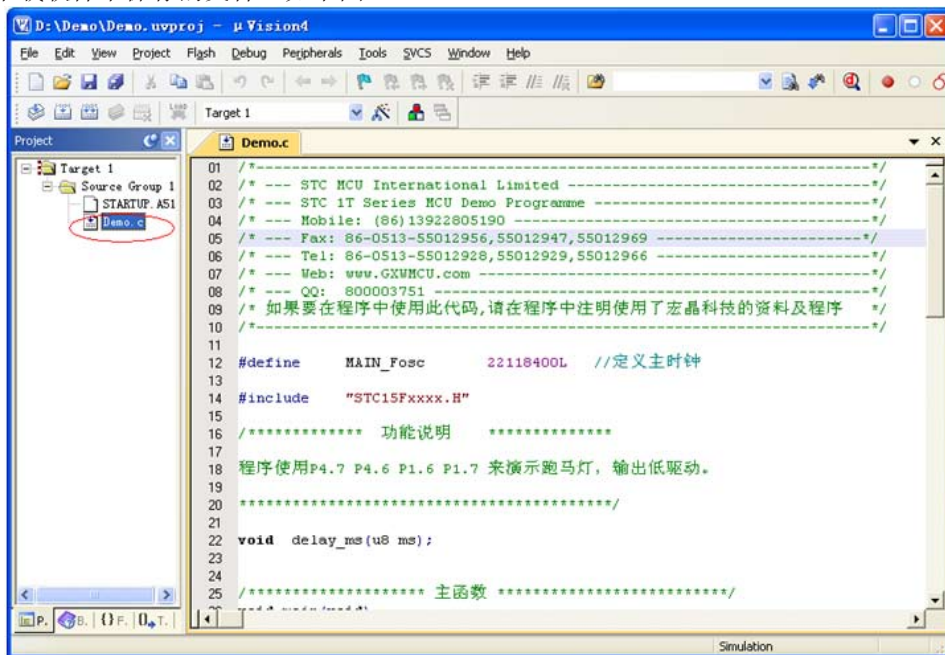 D:\Demo\Demo.uvproj - µVision4
File Edit View Project Flash Debug Peripherals Tools SVCS Window Help
Target 1
Project
Demo.c
Target 1
Source Group 1
STARTUP.A51
Demo.c
01 /*----------------------------------------------------------------------*/
02 /* --- STC MCU International Limited -----------------------------------*/
03 /* --- STC 1T Series MCU Demo Programme --------------------------------*/
04 /* --- Mobile: (86)13922805190 -----------------------------------------*/
05 /* --- Fax: 86-0513-55012956,55012947,55012969 ------------------------*/
06 /* --- Tel: 86-0513-55012928,55012929,55012966 -------------------------*/
07 /* --- Web: www.GXWMCU.com ---------------------------------------------*/
08 /* --- QQ: 800003751 --------------------------------------------------*/
09 /* 如果要在程序中使用此代码,请在程序中注明使用了宏晶科技的资料及程序 */
10 /*----------------------------------------------------------------------*/
11
12 #define MAIN_Fosc 22118400L //定义主时钟
13
14 #include "STC15Fxxxx.H"
15
16 /************* 功能说明 **************
17
18 程序使用P4.7 P4.6 P1.6 P1.7 来演示跑马灯, 输出低驱动。
19
20 ******************************************/
21
22 void delay_ms(u8 ms);
23
24
25 /******************** 主函数 **************************/
P. B. {} F. 0 T.
Simulation